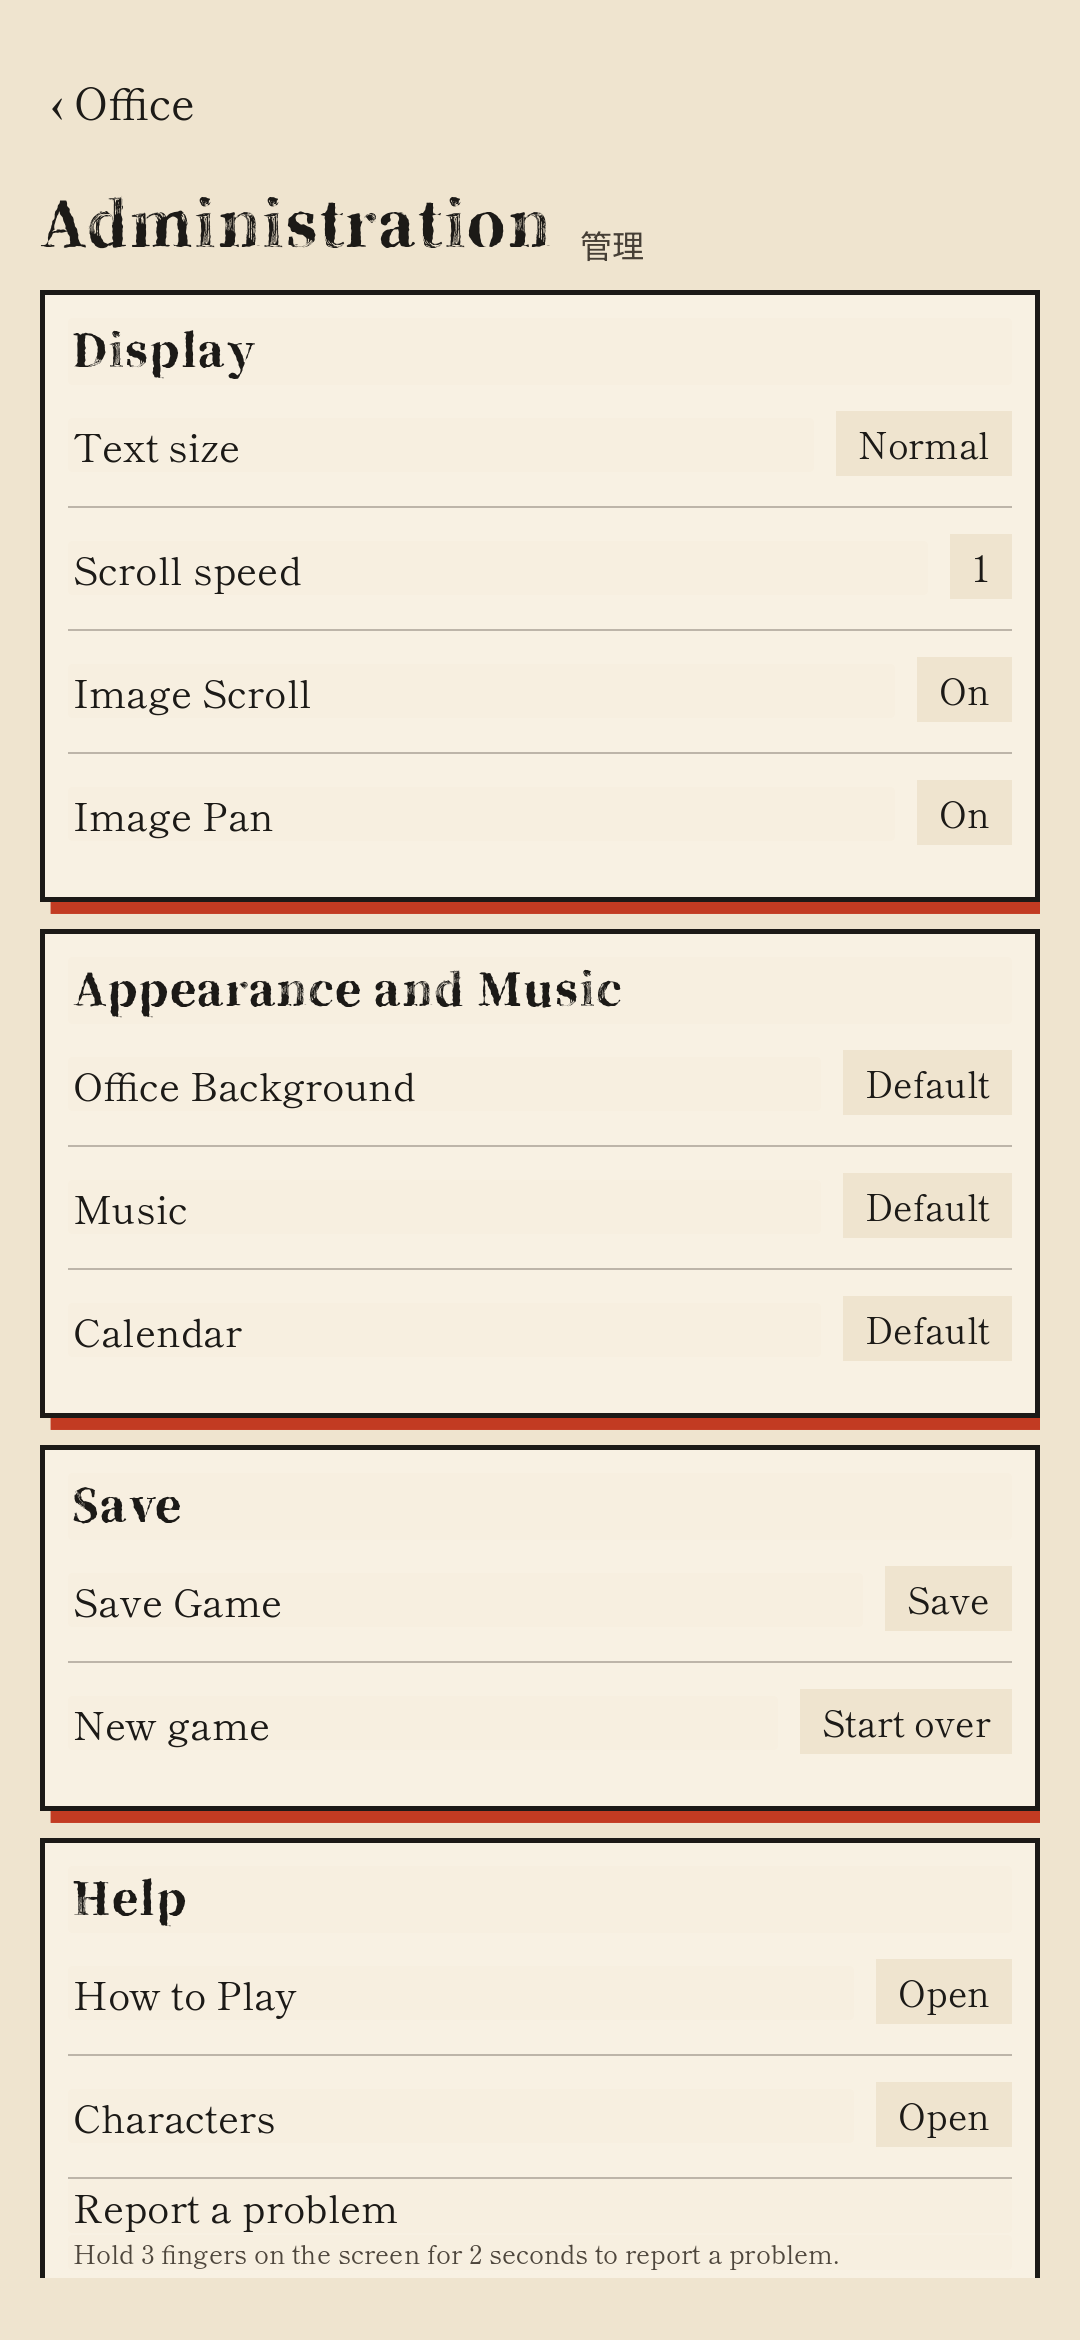 ‹ Office
Administration 管理
Display
Text size Normal
Scroll speed 1
Image Scroll On
Image Pan On
Appearance and Music
Office Background Default
Music Default
Calendar Default
Save
Save Game Save
New game Start over
Help
How to Play Open
Characters Open
Report a problem
Hold 3 fingers on the screen for 2 seconds to report a problem.